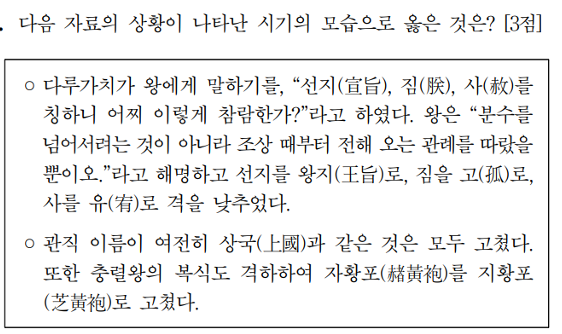 . 다음 자료의 상황이 나타난 시기의 모습으로 옳은 것은? [3점]
○ 다루가치가 왕에게 말하기를, “선지(宣旨), 짐(朕), 사(赦)를
칭하니 어찌 이렇게 참람한가?”라고 하였다. 왕은 “분수를
넘어서려는 것이 아니라 조상 때부터 전해 오는 관례를 따랐을
뿐이오.”라고 해명하고 선지를 왕지(王旨)로, 짐을 고(孤)로,
사를 유(宥)로 격을 낮추었다.
○ 관직 이름이 여전히 상국(上國)과 같은 것은 모두 고쳤다.
또한 충렬왕의 복식도 격하하여 자황포(赭黃袍)를 지황포
(芝黃袍)로 고쳤다.